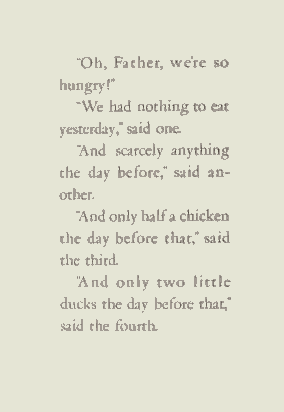 "Oh, Father, we're so
hungry!"
"We had nothing to eat
yesterday," said one.
"And scarcely anything
the day before," said an-
other.
"And only half a chicken
the day before that," said
the third.
"And only two little
ducks the day before that,"
said the fourth.